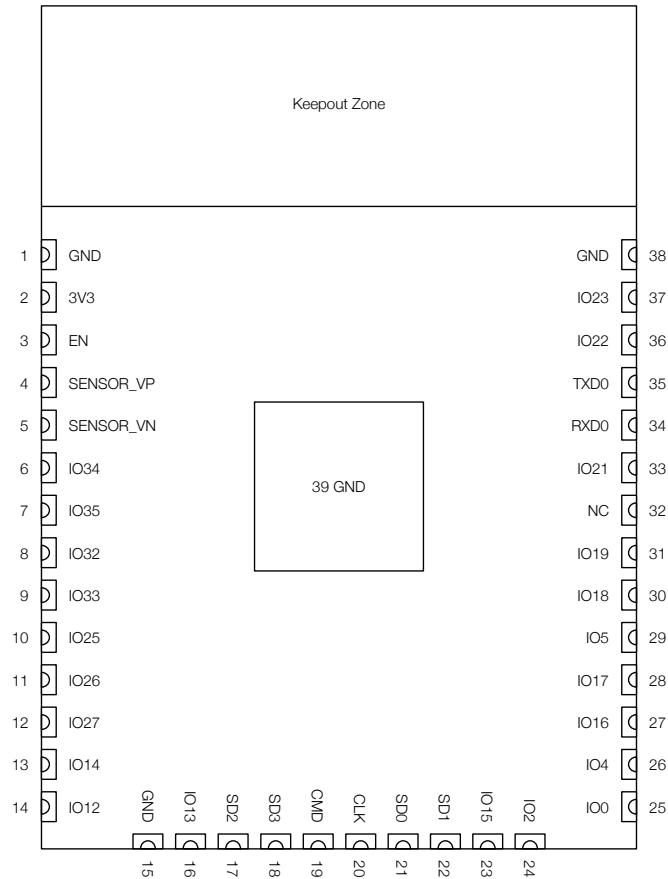 Keepout Zone
1 GND
2 3V3
3 EN
4 SENSOR_VP
5 SENSOR_VN
6 IO34
7 IO35
8 IO32
9 IO33
10 IO25
11 IO26
12 IO27
13 IO14
14 IO12
39 GND
GND 38
IO23 37
IO22 36
TXD0 35
RXD0 34
IO21 33
NC 32
IO19 31
IO18 30
IO5 29
IO17 28
IO16 27
IO4 26
IO0 25
GND 15
IO13 16
SD2 17
SD3 18
CMD 19
CLK 20
SD0 21
SD1 22
IO15 23
IO2 24